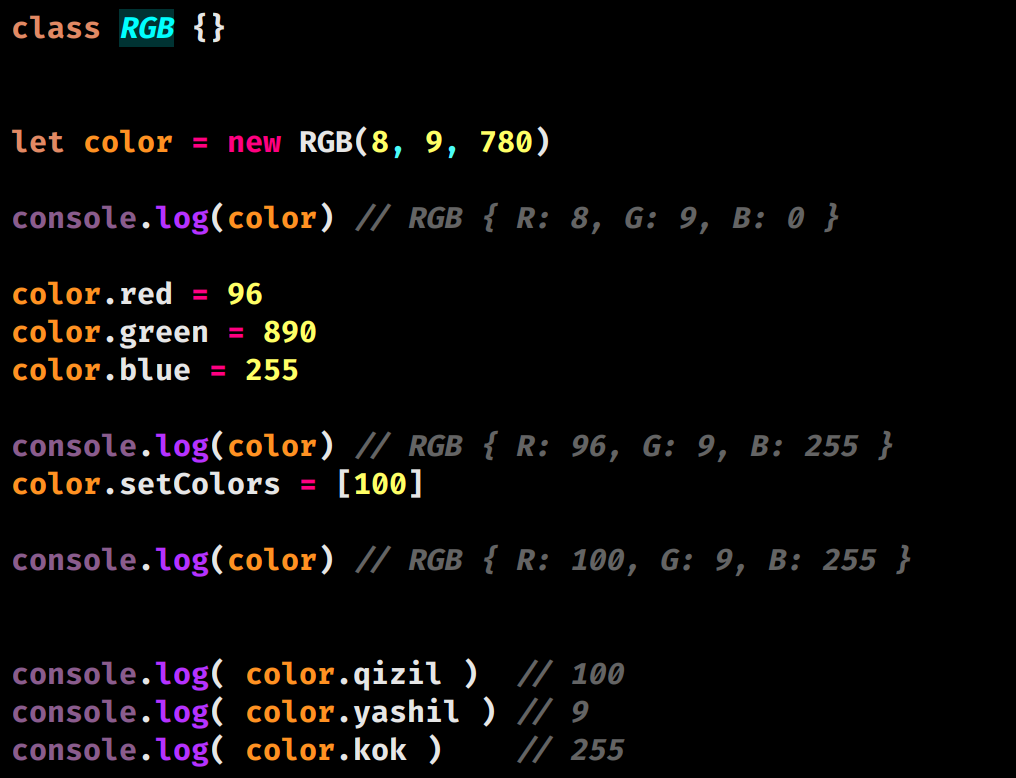 class RGB {}
let color = new RGB(8, 9, 780)
console.log(color) // RGB { R: 8, G: 9, B: 0 }
color.red = 96
color.green = 890
color.blue = 255
console.log(color) // RGB { R: 96, G: 9, B: 255 }
color.setColors = [100]
console.log(color) // RGB { R: 100, G: 9, B: 255 }
console.log( color.qizil )  // 100
console.log( color.yashil ) // 9
console.log( color.kok )    // 255